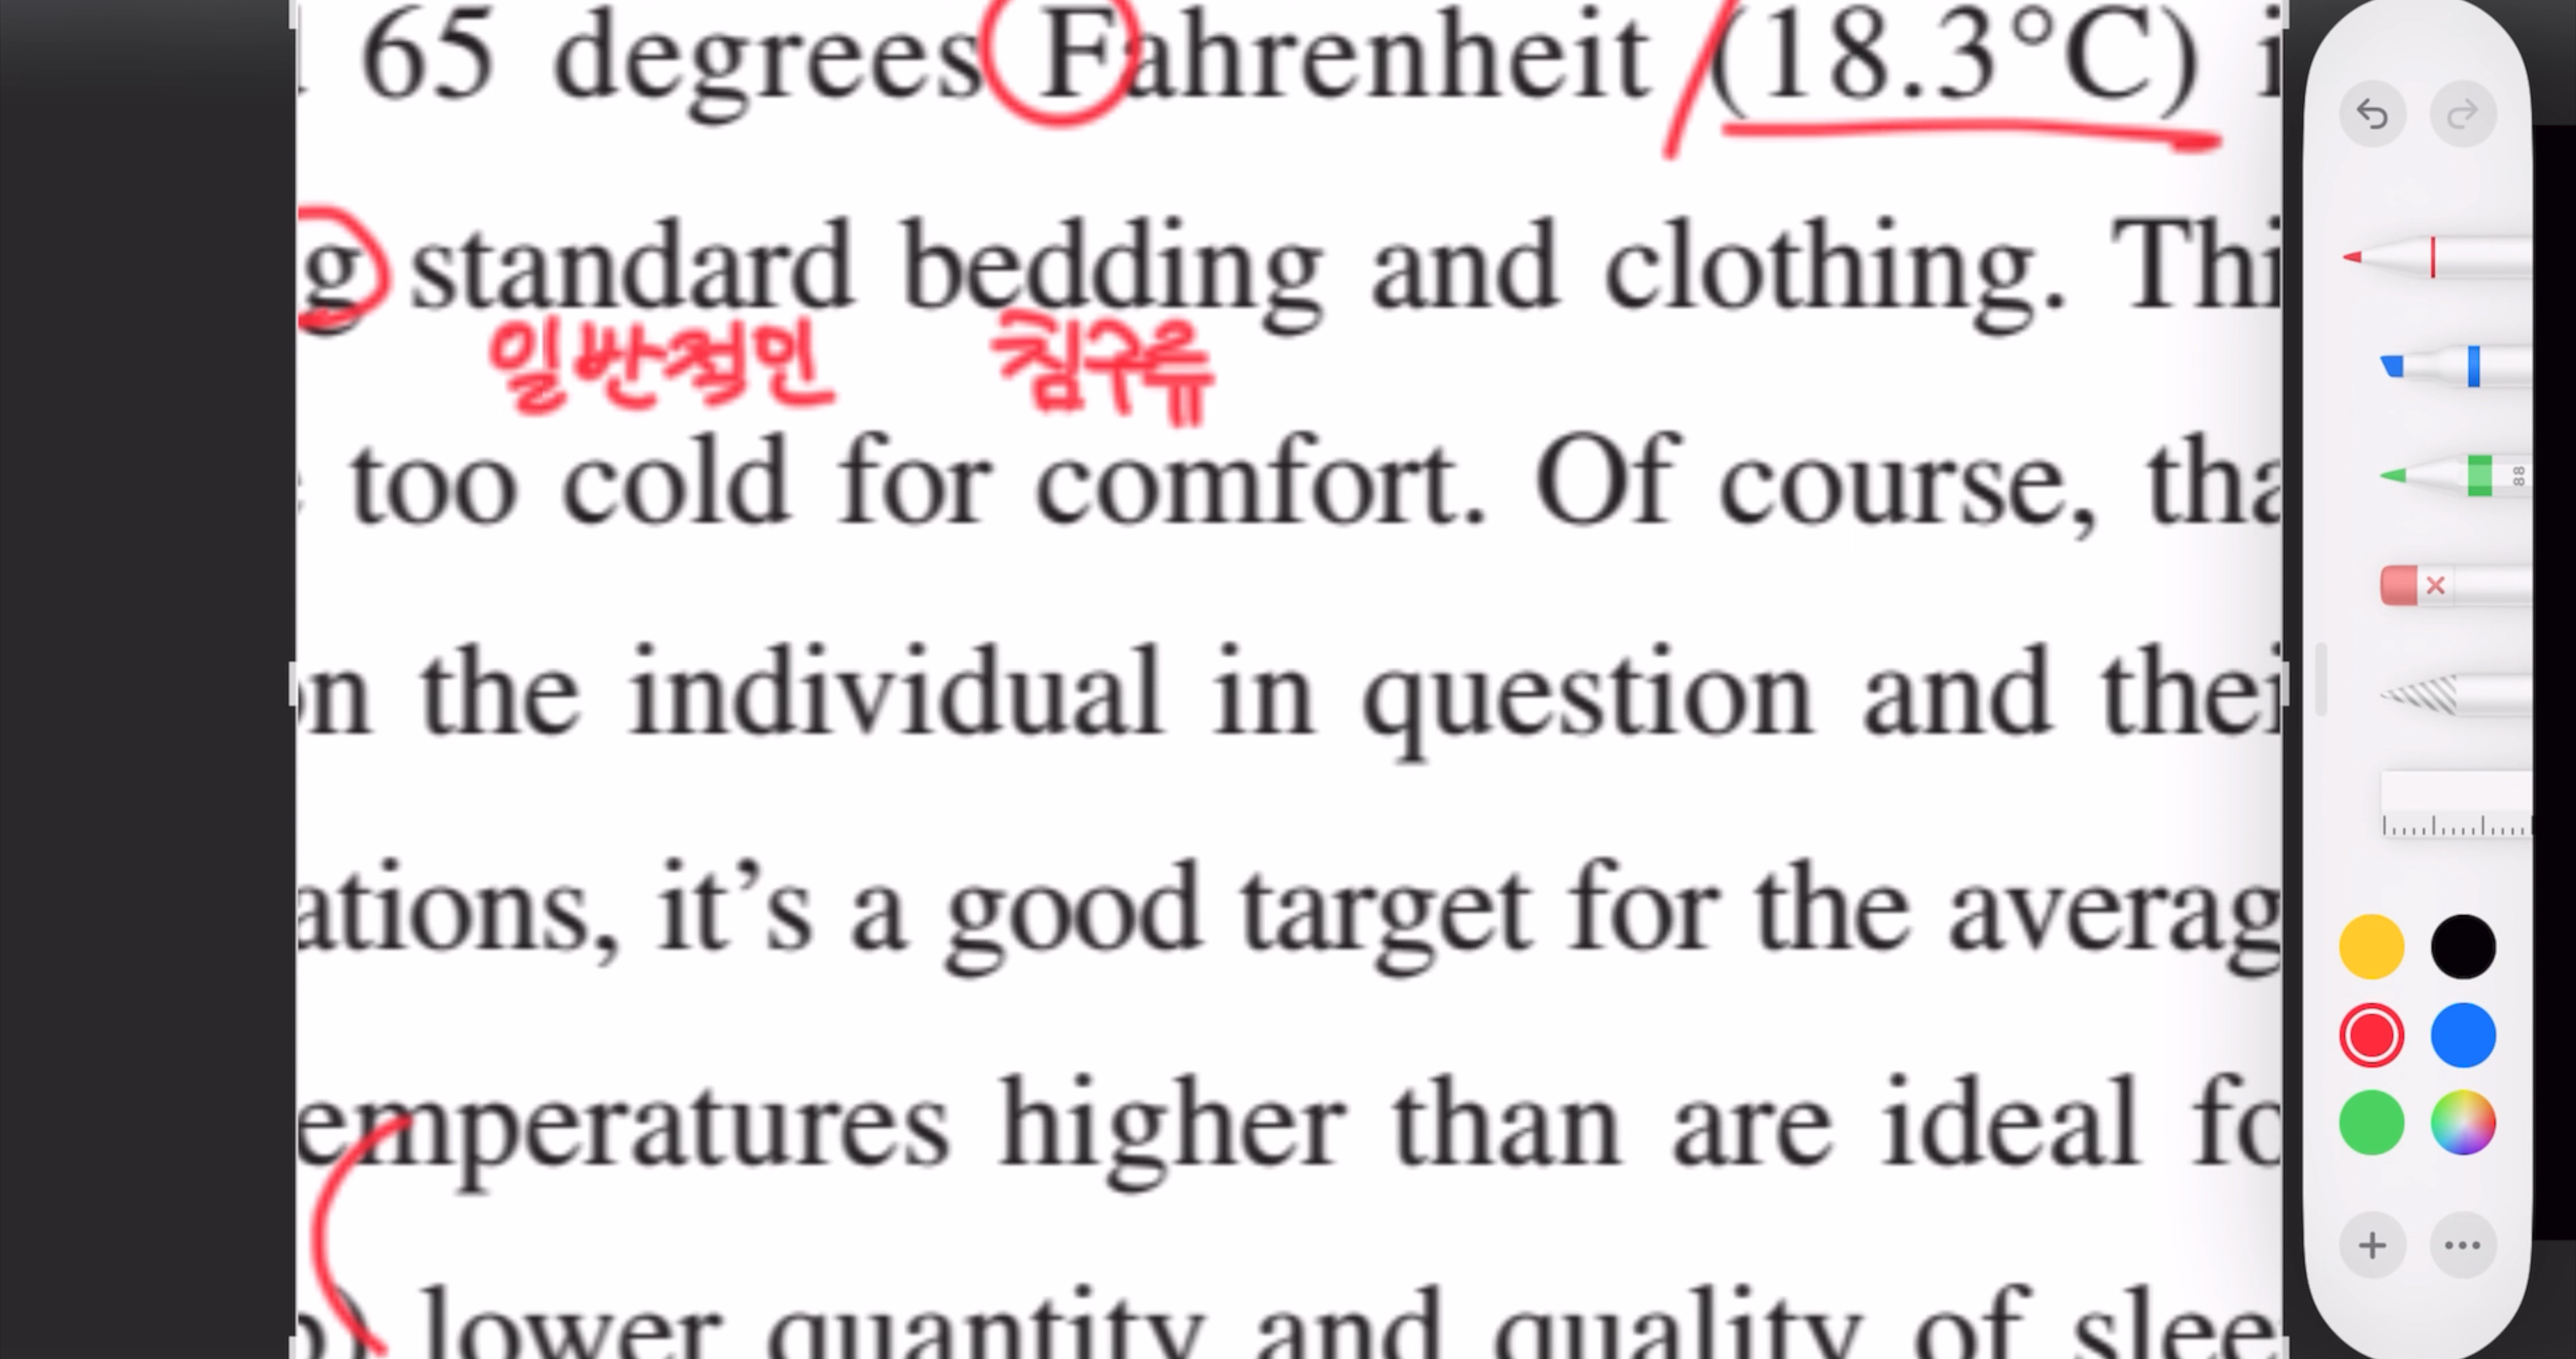 65 degrees Fahrenheit (18.3°C)
g standard bedding and clothing. Thi
일반적인 침구류
too cold for comfort. Of course, tha
on the individual in question and thei
ations, it's a good target for the averag
emperatures higher than are ideal fo
lower quantity and quality of slee
88